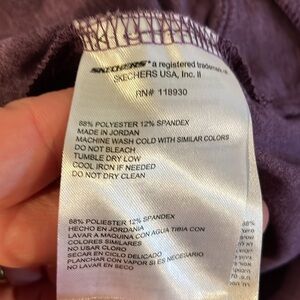 SKECHERS® a registered trademark of
SKECHERS USA, Inc. II
RN# 118930
88% POLYESTER 12% SPANDEX
MADE IN JORDAN
MACHINE WASH COLD WITH SIMILAR COLORS
DO NOT BLEACH
TUMBLE DRY LOW
COOL IRON IF NEEDED
DO NOT DRY CLEAN
88% POLIESTER 12% SPANDEX
HECHO EN JORDANIA
LAVAR A MAQUINA CON AGUA TIBIA CON
COLORES SIMILARES
NO USAR CLORO
SECAR EN CICLO DELICADO
PLANCHAR CON VAPOR SI ES NECESARIO
NO LAVAR EN SECO